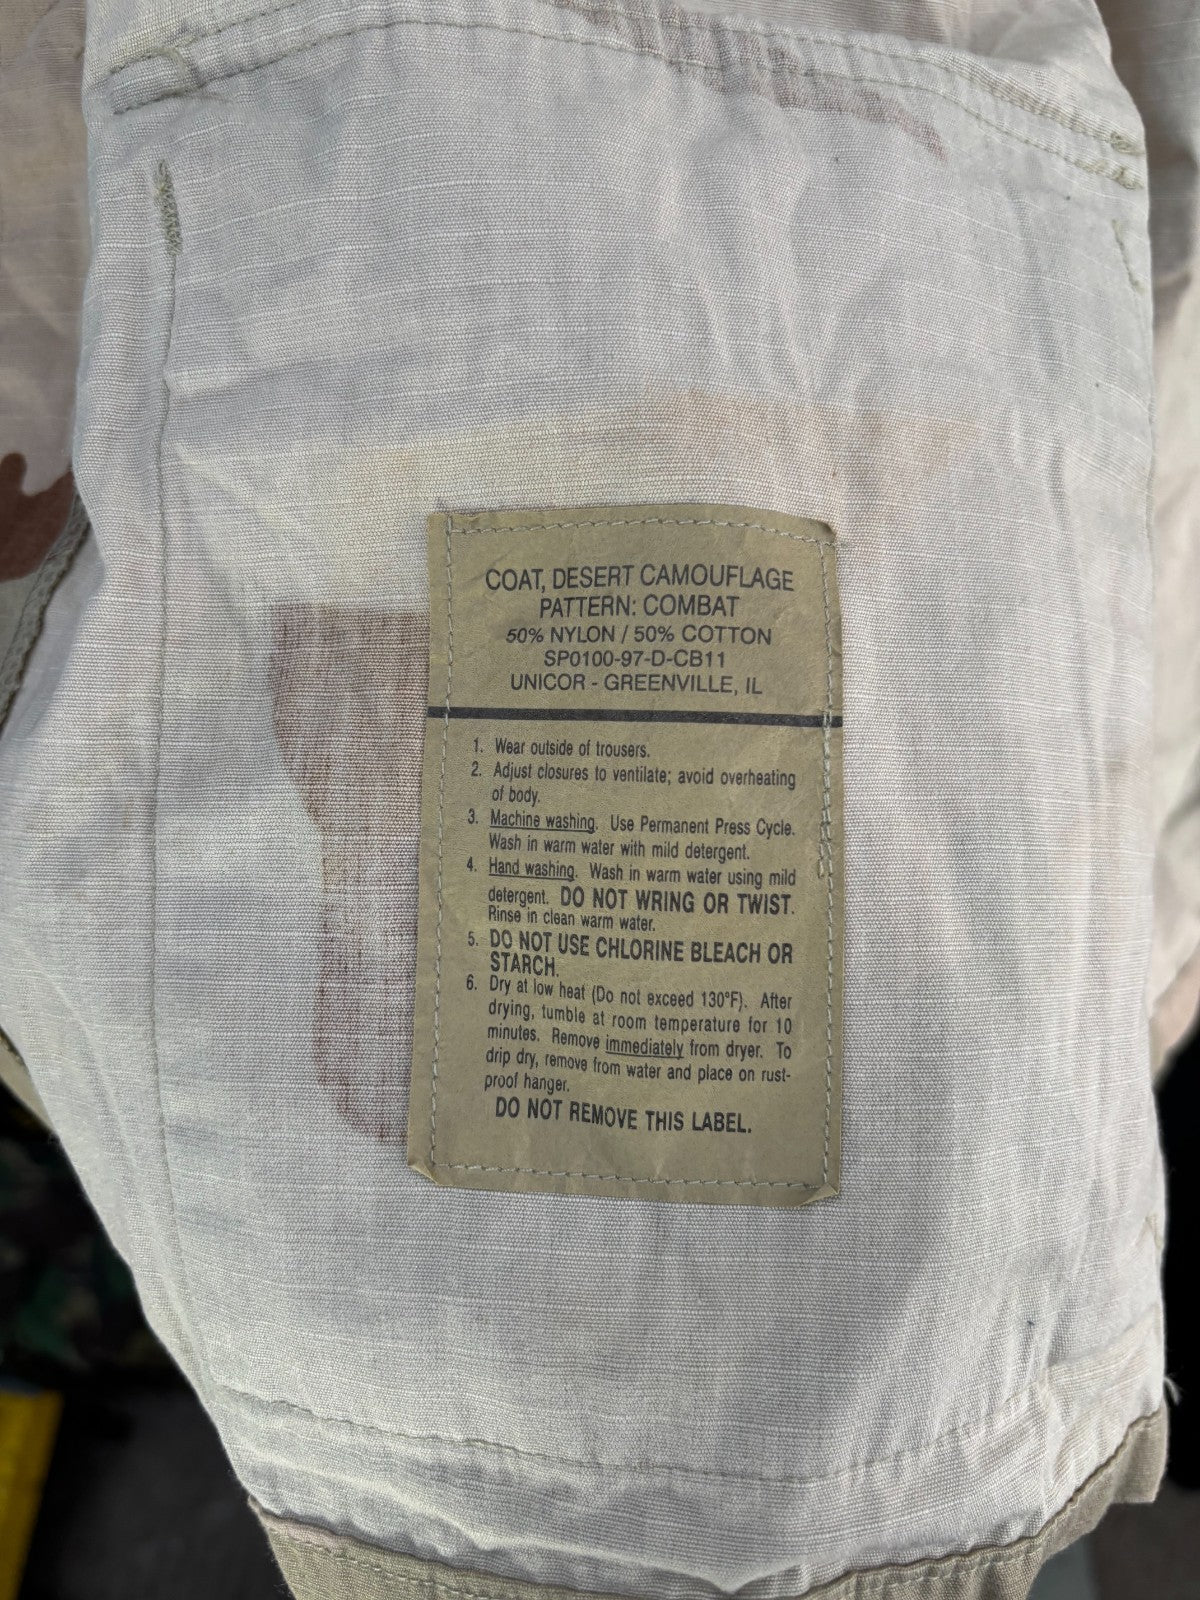 COAT, DESERT CAMOUFLAGE
PATTERN: COMBAT
50% NYLON / 50% COTTON
SP0100-97-D-CB11
UNICOR - GREENVILLE, IL
1. Wear outside of trousers.
2. Adjust closures to ventilate; avoid overheating
of body.
3. Machine washing. Use Permanent Press Cycle.
Wash in warm water with mild detergent.
4. Hand washing. Wash in warm water using mild
detergent. DO NOT WRING OR TWIST.
Rinse in clean warm water.
5. DO NOT USE CHLORINE BLEACH OR
STARCH.
6. Dry at low heat (Do not exceed 130°F). After
drying, tumble at room temperature for 10
minutes. Remove immediately from dryer. To
drip dry, remove from water and place on rust-
proof hanger.
DO NOT REMOVE THIS LABEL.